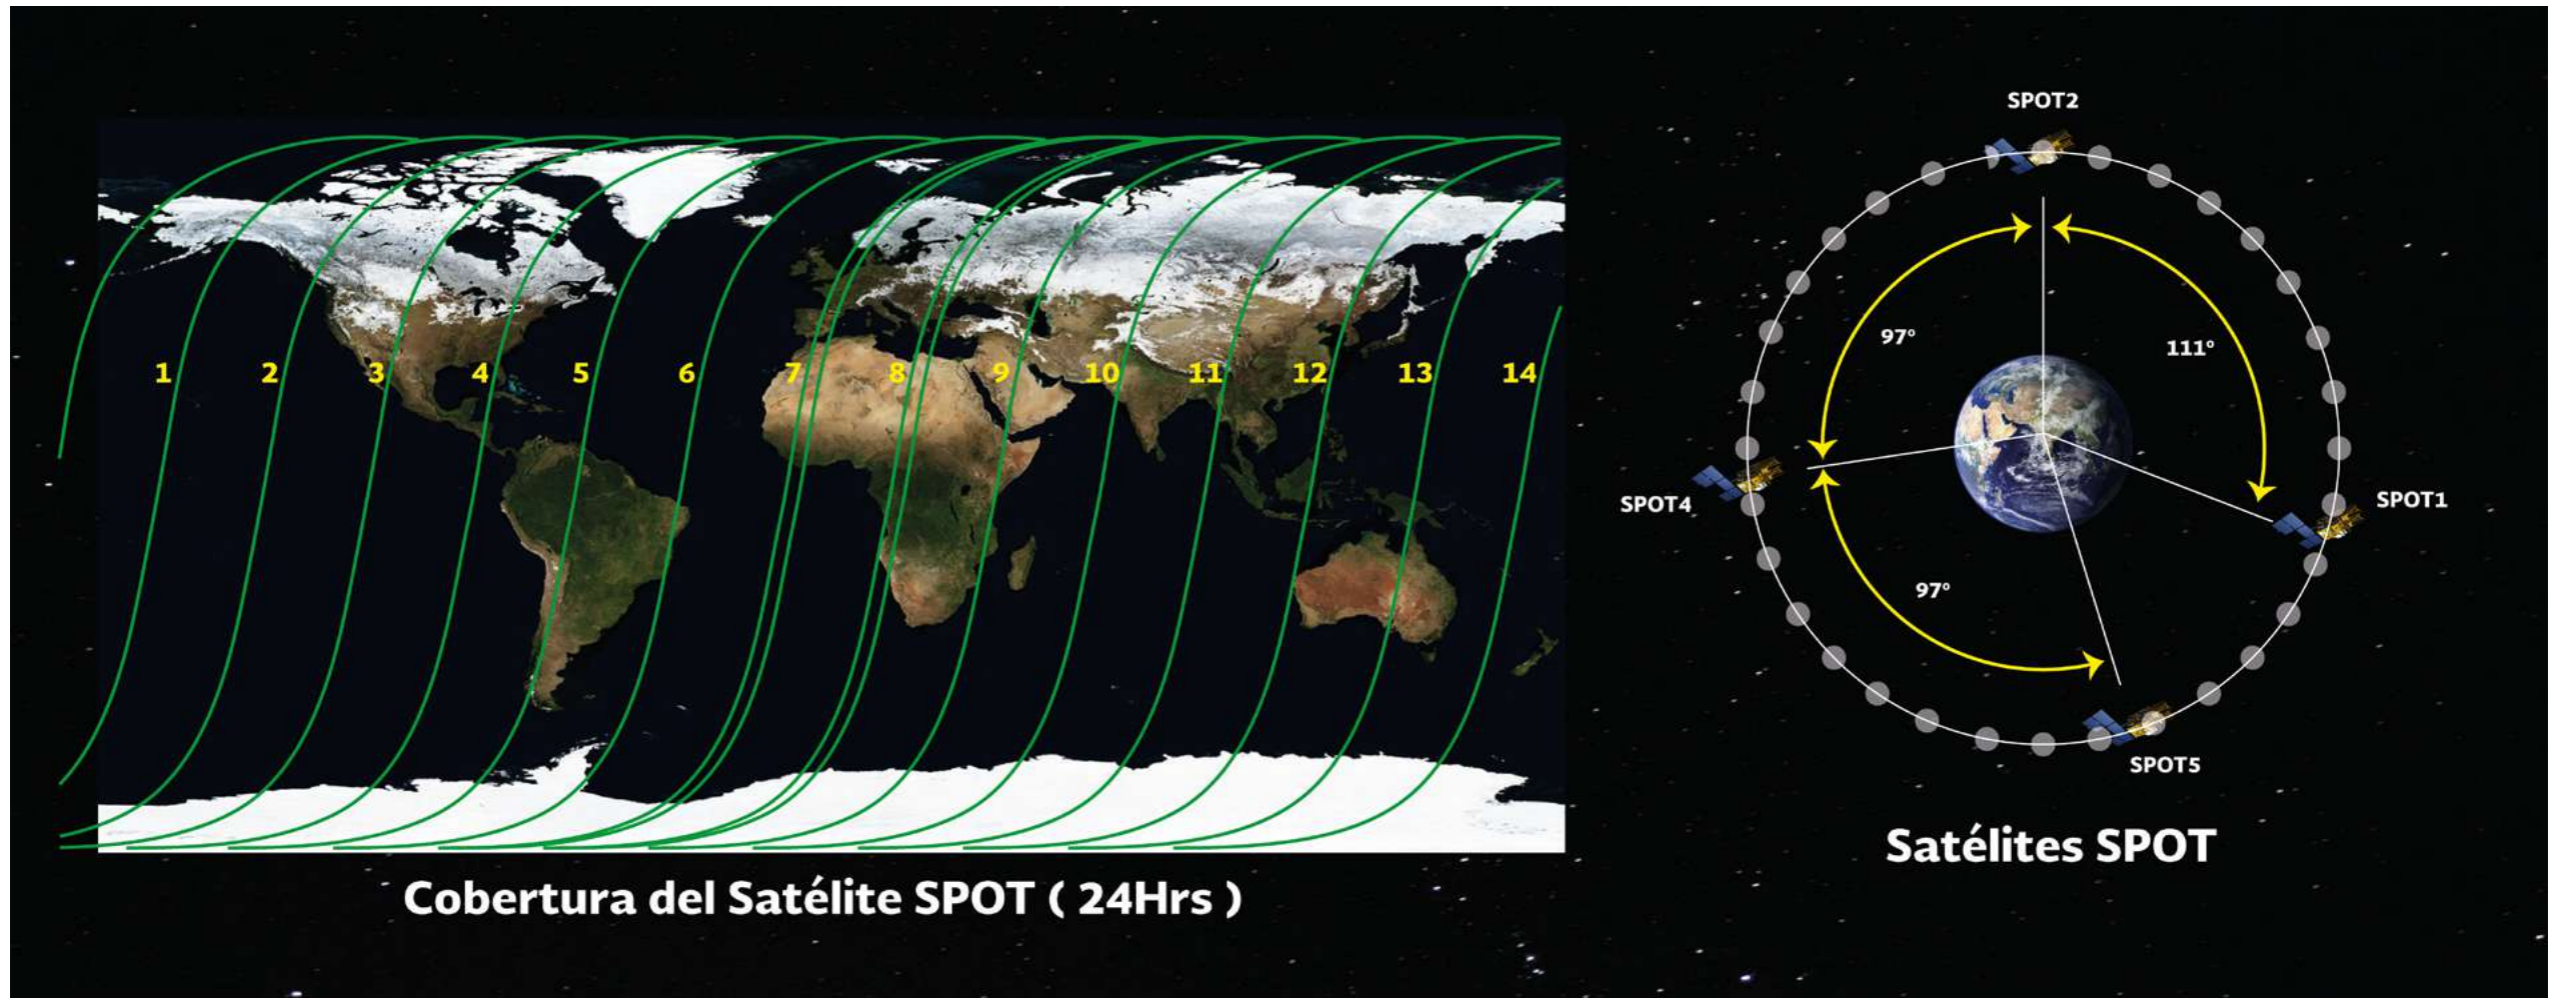 1 2 3 4 5 6 7 8 9 10 11 12 13 14
Cobertura del Satélite SPOT ( 24Hrs )
SPOT2
97°
111°
SPOT4
SPOT1
97°
SPOT5
Satélites SPOT